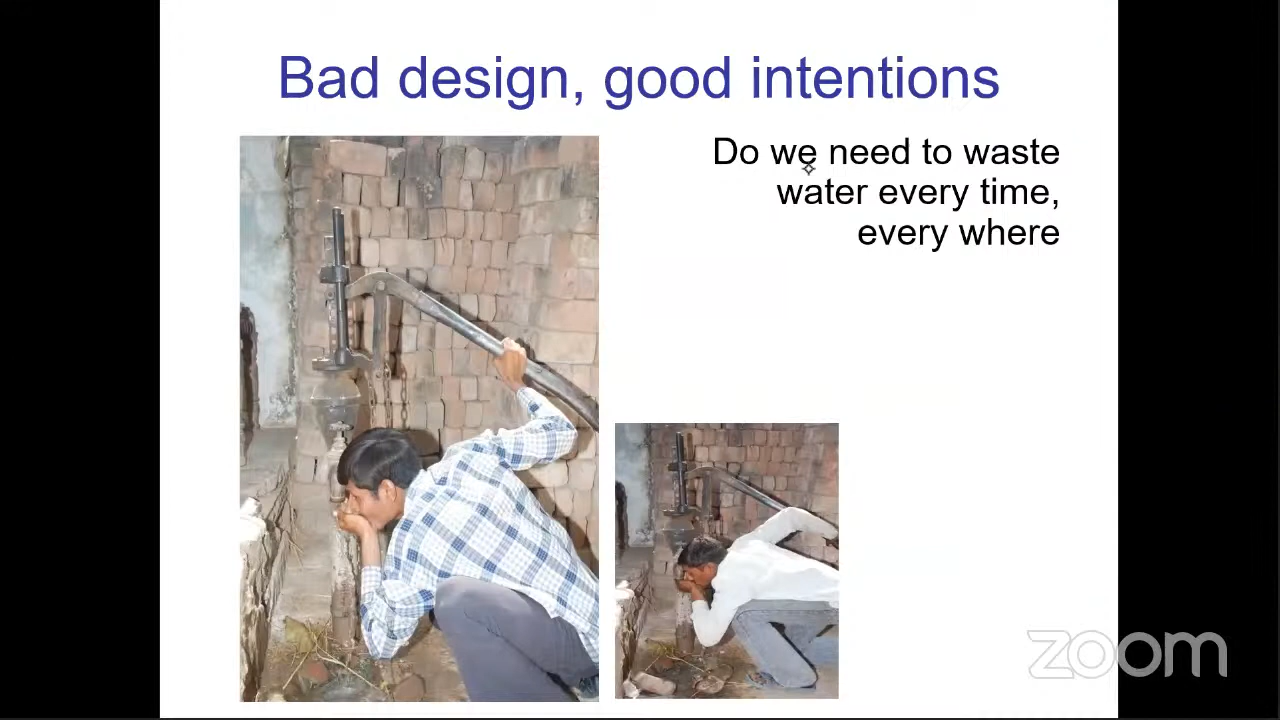 Bad design, good intentions
Do we need to waste
water every time,
every where
zoom